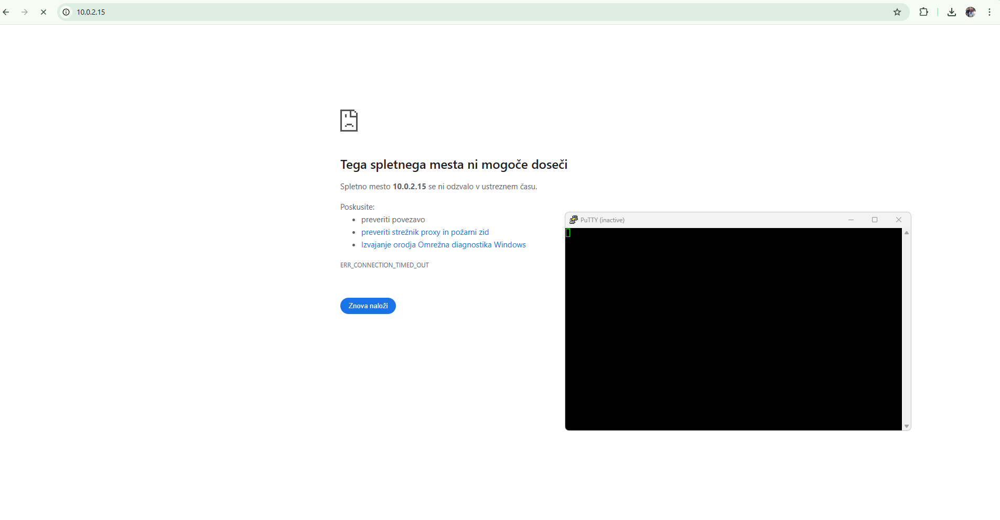 10.0.2.15
Tega spletnega mesta ni mogoče doseči
Spletno mesto 10.0.2.15 se ni odzvalo v ustreznem času.
Poskusite:
preveriti povezavo
preveriti strežnik proxy in požarni zid
Izvajanje orodja Omrežna diagnostika Windows
ERR_CONNECTION_TIMED_OUT
Znova naloži
PuTTY (inactive)